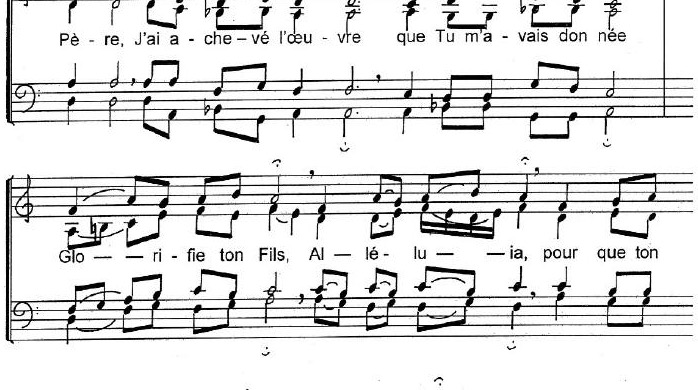 Pè - re, J'ai a - che - vé l'œu - vre que Tu m'a - vais don née
Glo - - ri - fie ton Fils, Al - lé - lu - - ia, pour que ton